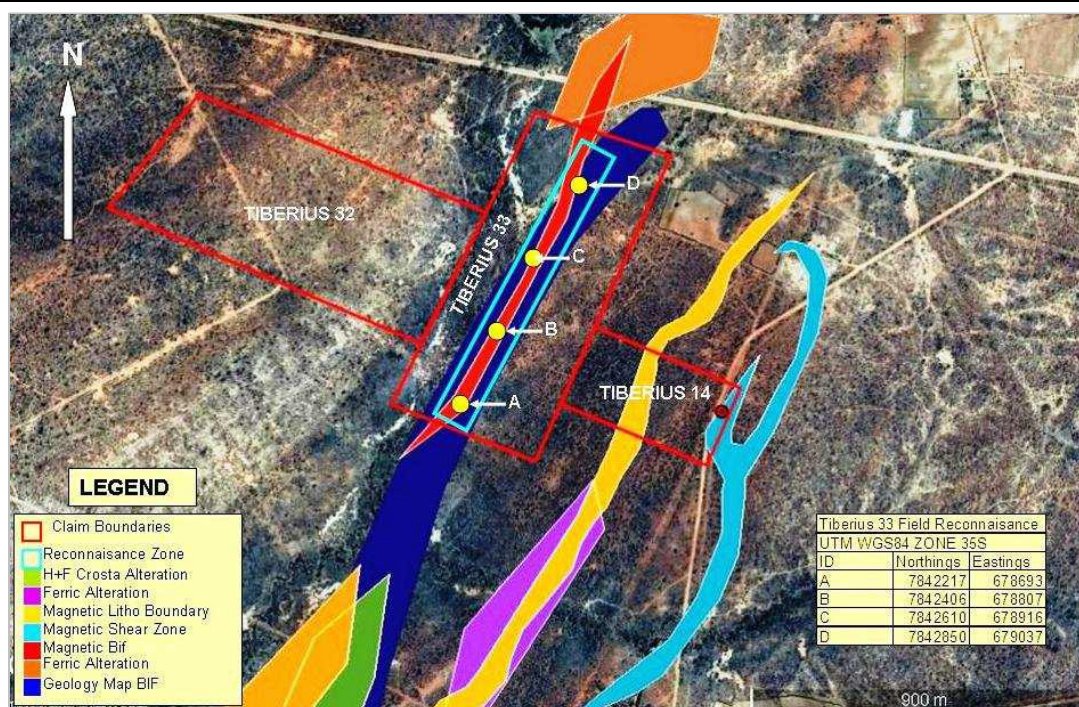 N
TIBERIUS 32
TIBERIUS 33
D
C
B
A
TIBERIUS 14
LEGEND
Claim Boundaries
Reconnaisance Zone
H+F Crosta Alteration
Ferric Alteration
Magnetic Litho Boundary
Magnetic Shear Zone
Magnetic Bif
Ferric Alteration
Geology Map BIF
Tiberius 33 Field Reconnaisance
UTM WGS84 ZONE 35S
ID Northings Eastings
A 7842217 678693
B 7842406 678807
C 7842610 678916
D 7842850 679037
900 m